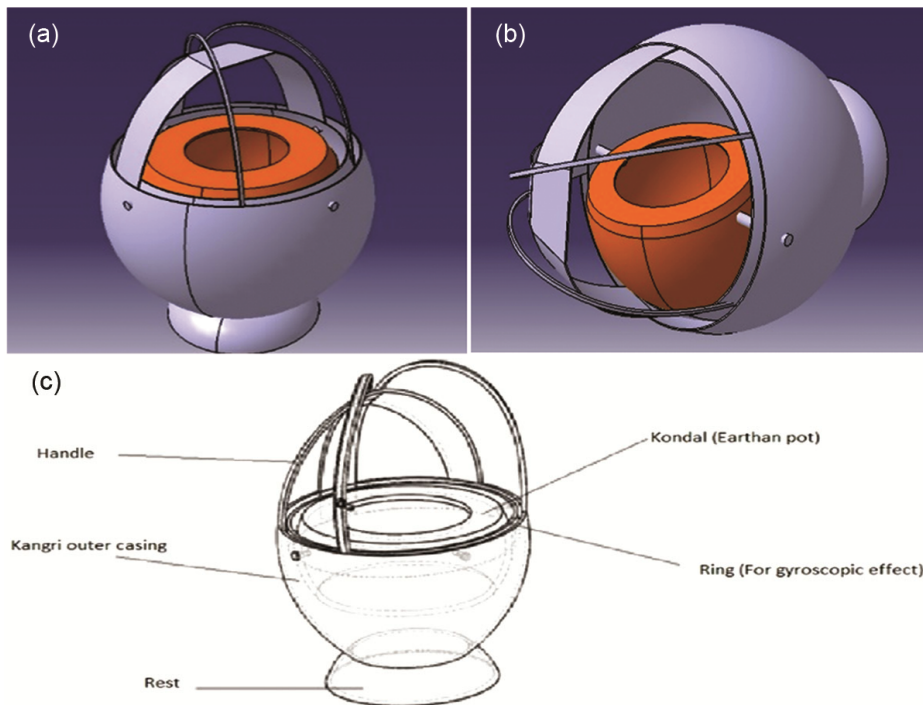 (a)
(b)
(c)
Handle
Kondal (Earthan pot)
Kangri outer casing
Ring (For gyroscopic effect)
Rest